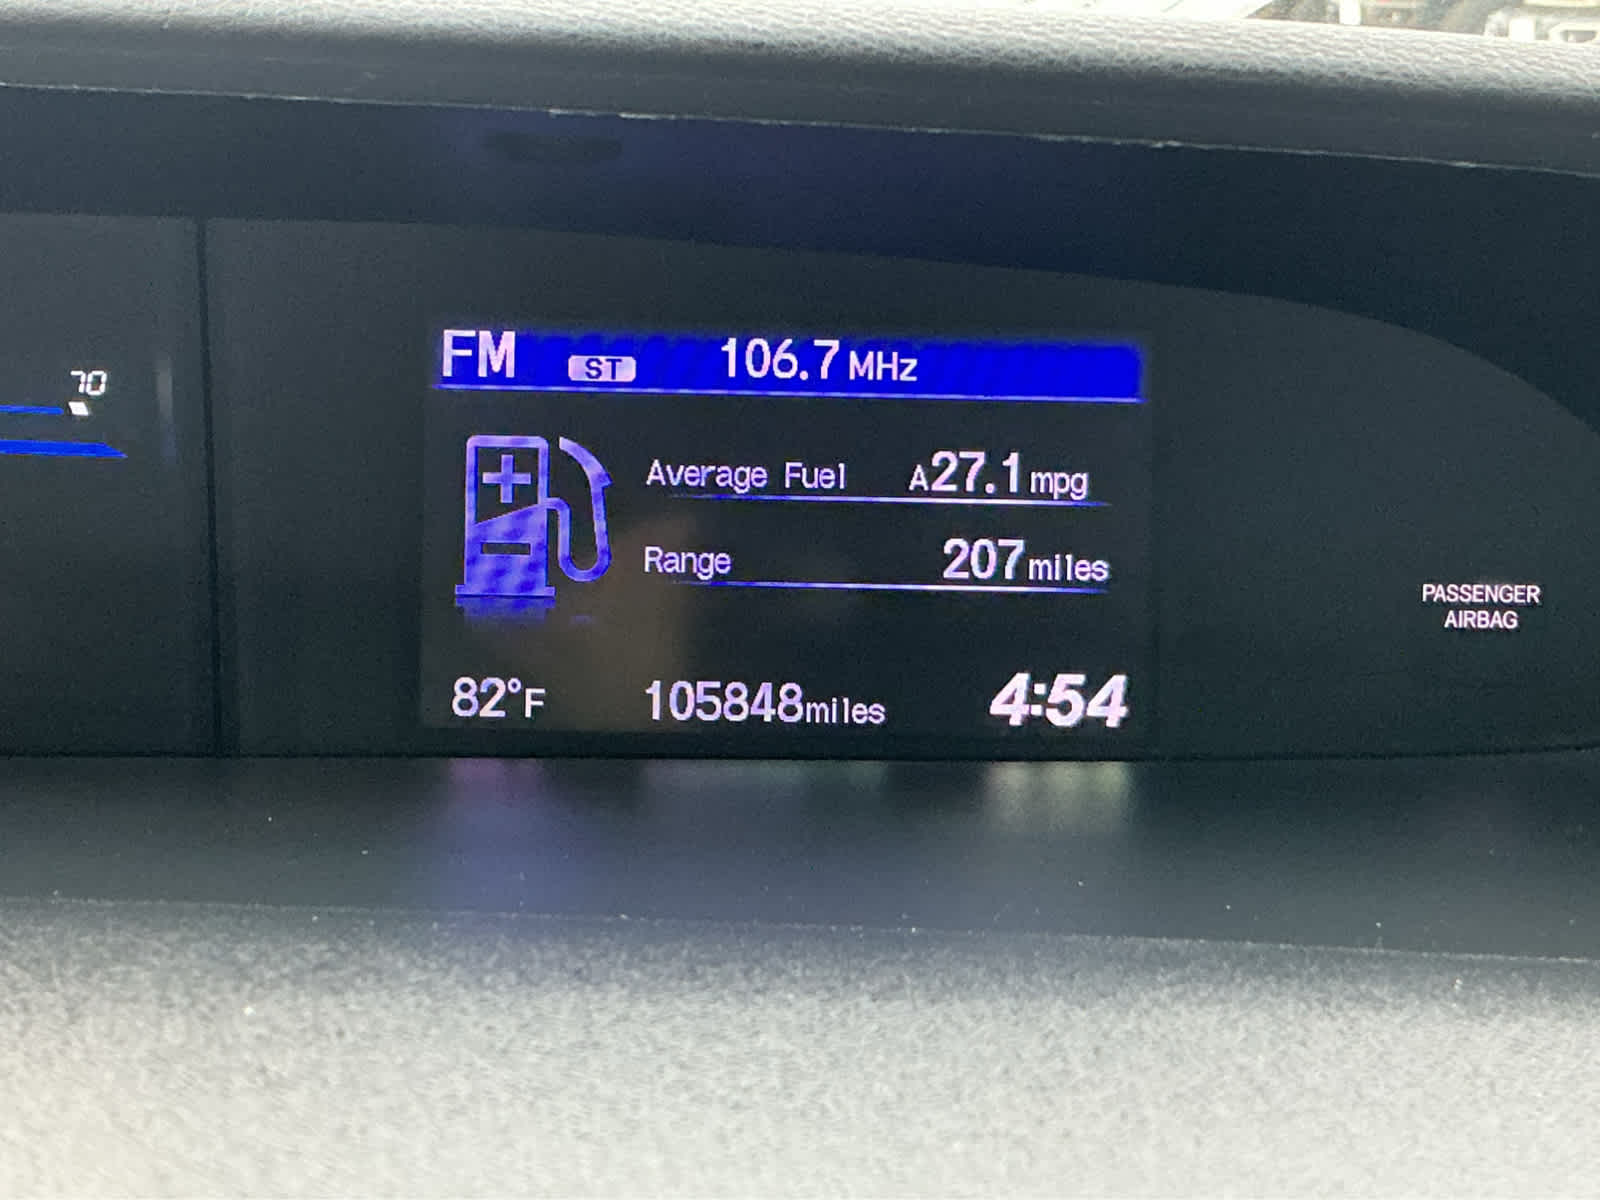 FM ST 106.7 MHz
70
Average Fuel A27.1 mpg
Range 207 miles
PASSENGER
AIRBAG
82°F 105848 miles 4:54